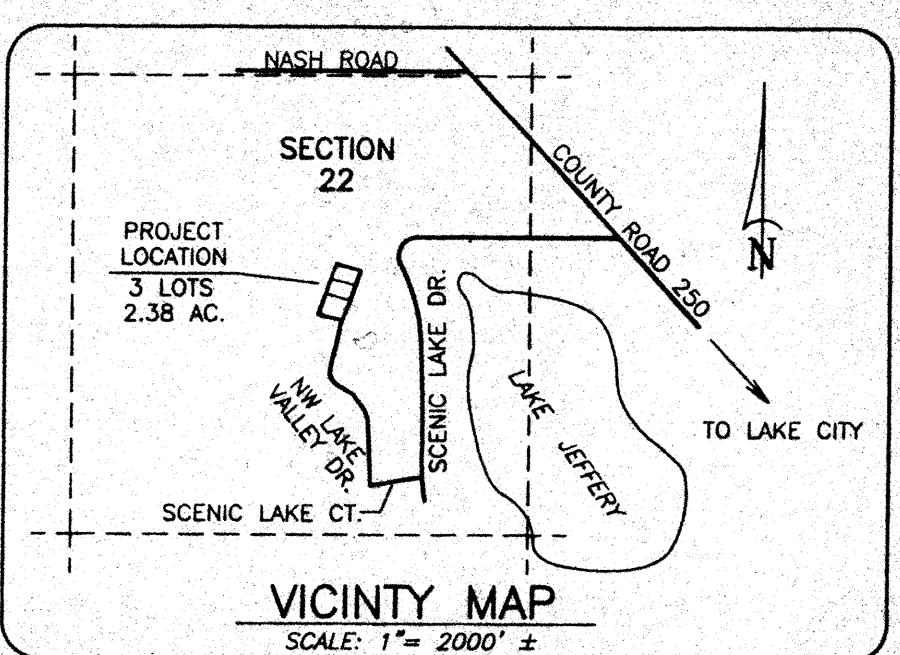 NASH ROAD
SECTION
22
COUNTY ROAD 250
N
PROJECT
LOCATION
3 LOTS
2.38 AC.
SCENIC LAKE DR.
NW LAKE
VALLEY DR.
LAKE
JEFFERY
TO LAKE CITY
SCENIC LAKE CT.
VICINTY MAP
SCALE: 1"= 2000' ±